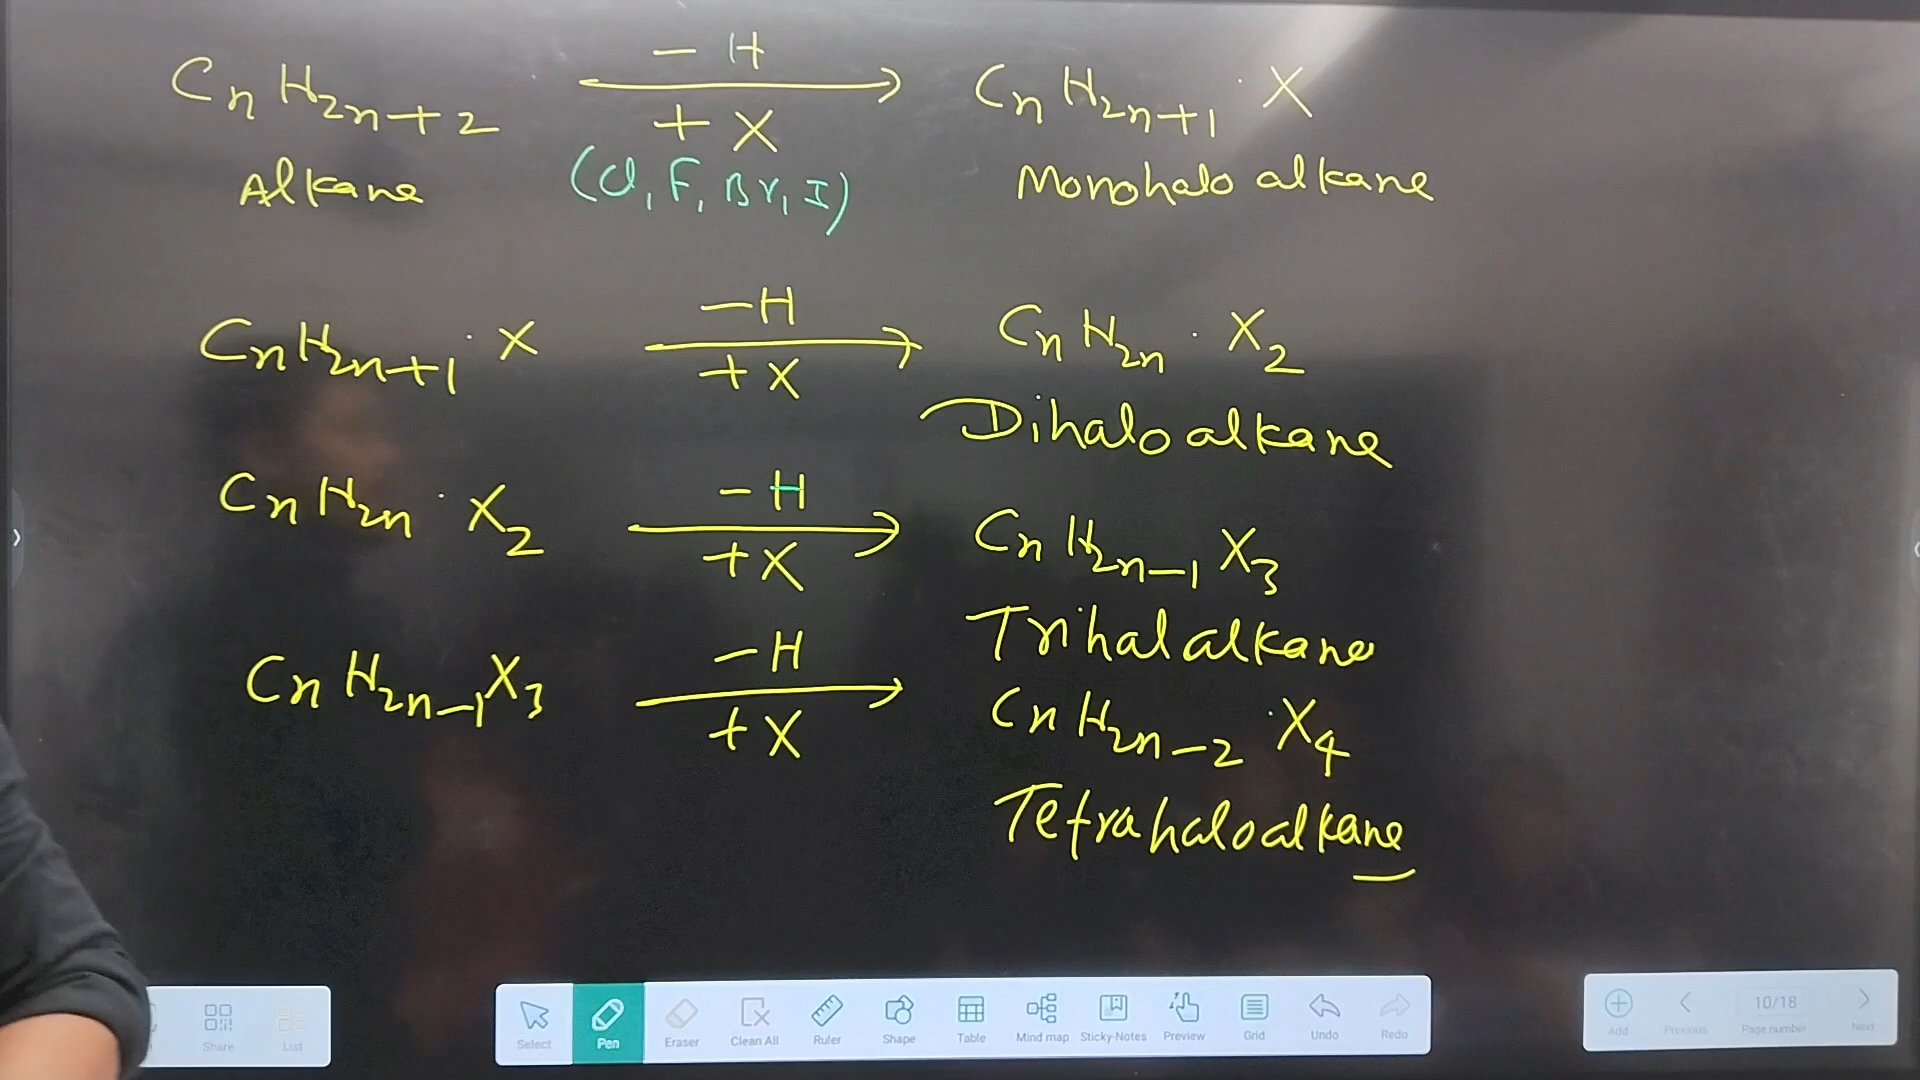 - H
CnH2n+2 → CnH2n+1 · X
+ X
Alkane (Cl, F, Br, I) Monohalo alkane
- H
CnH2n+1 · X → CnH2n · X2
+ X
Dihalo alkane
- H
CnH2n · X2 → CnH2n-1 X3
+ X
Trihalalkane
- H
CnH2n-1X3 → CnH2n-2 · X4
+ X
Tetrahaloalkane
Share List
Select Pen Eraser Clean All Ruler Shape Table Mind map Sticky-Notes Preview Grid Undo Redo
Add Previous 10/18 Page number Next